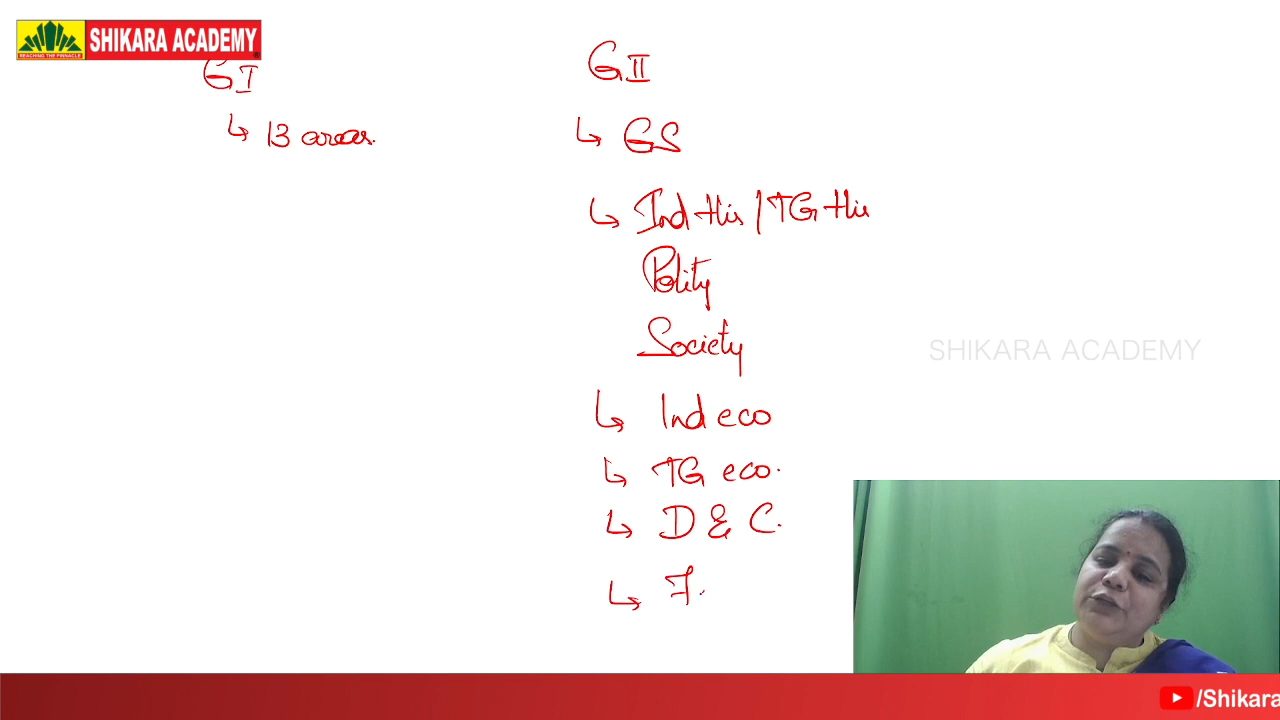 SHIKARA ACADEMY
REACHING THE PINNACLE
GI
↳ 13 areas.
GII
↳ GS
↳ Ind His / TG His
Polity
Society
↳ Ind eco
↳ TG eco.
↳ D & C.
↳ F.
SHIKARA ACADEMY
/Shikara